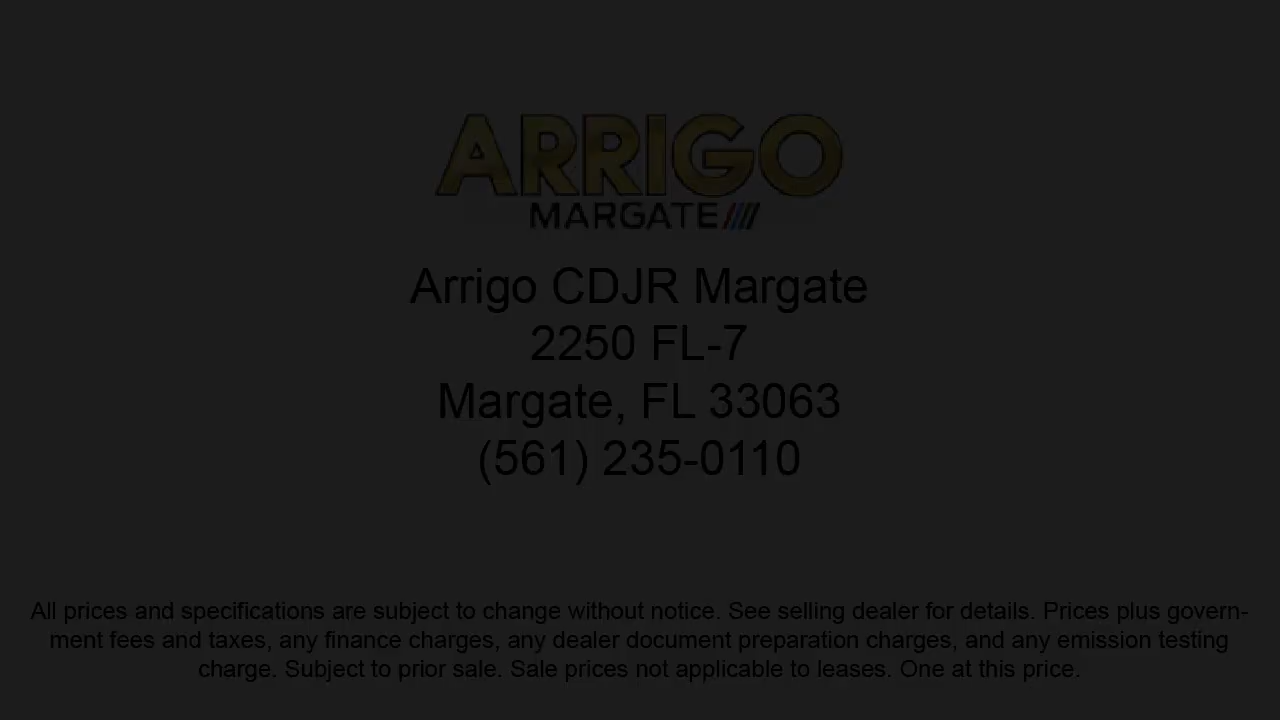 ARRIGO
MARGATE
Arrigo CDJR Margate
2250 FL-7
Margate, FL 33063
(561) 235-0110
All prices and specifications are subject to change without notice. See selling dealer for details. Prices plus govern-
ment fees and taxes, any finance charges, any dealer document preparation charges, and any emission testing
charge. Subject to prior sale. Sale prices not applicable to leases. One at this price.